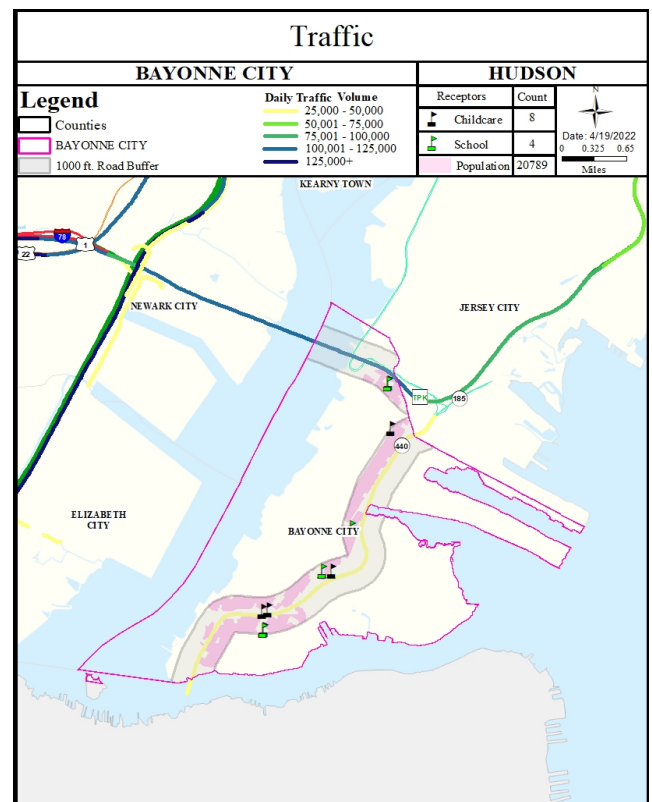 Traffic
BAYONNE CITY
HUDSON
Legend
Counties
BAYONNE CITY
1000 ft. Road Buffer
Daily Traffic Volume
25,000 - 50,000
50,001 - 75,000
75,001 - 100,000
100,001 - 125,000
125,000+
Receptors Count
Childcare 8
School 4
Population 20789
N
Date: 4/19/2022
0 0.325 0.65
Miles
KEARNY TOWN
78
1
22
NEWARK CITY
JERSEY CITY
TPK
185
440
ELIZABETH
CITY
BAYONNE CITY